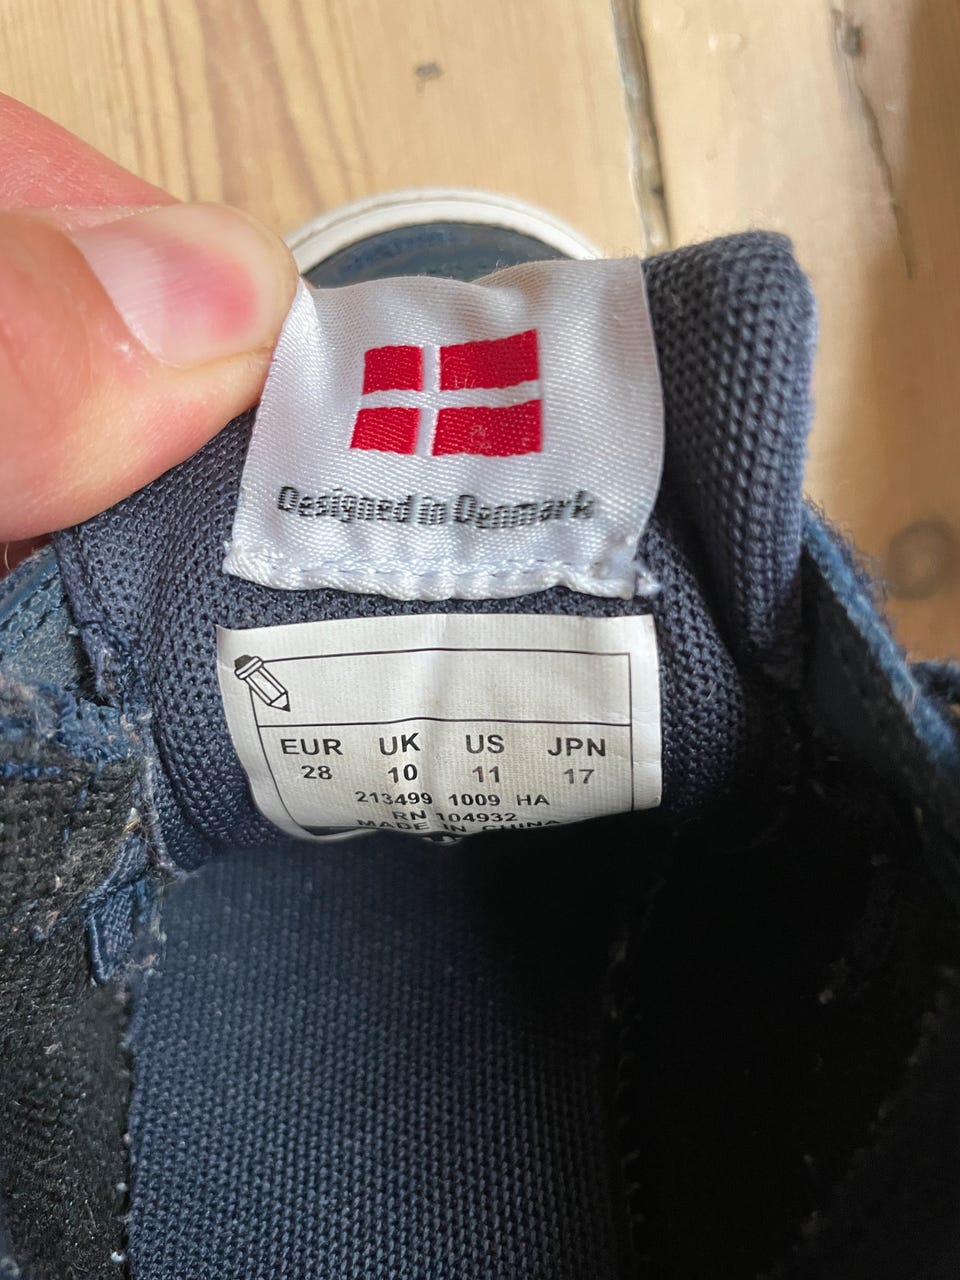 Designed in Denmark
EUR UK US JPN
28 10 11 17
213499 1009 HA
RN 104932
MADE IN CHINA